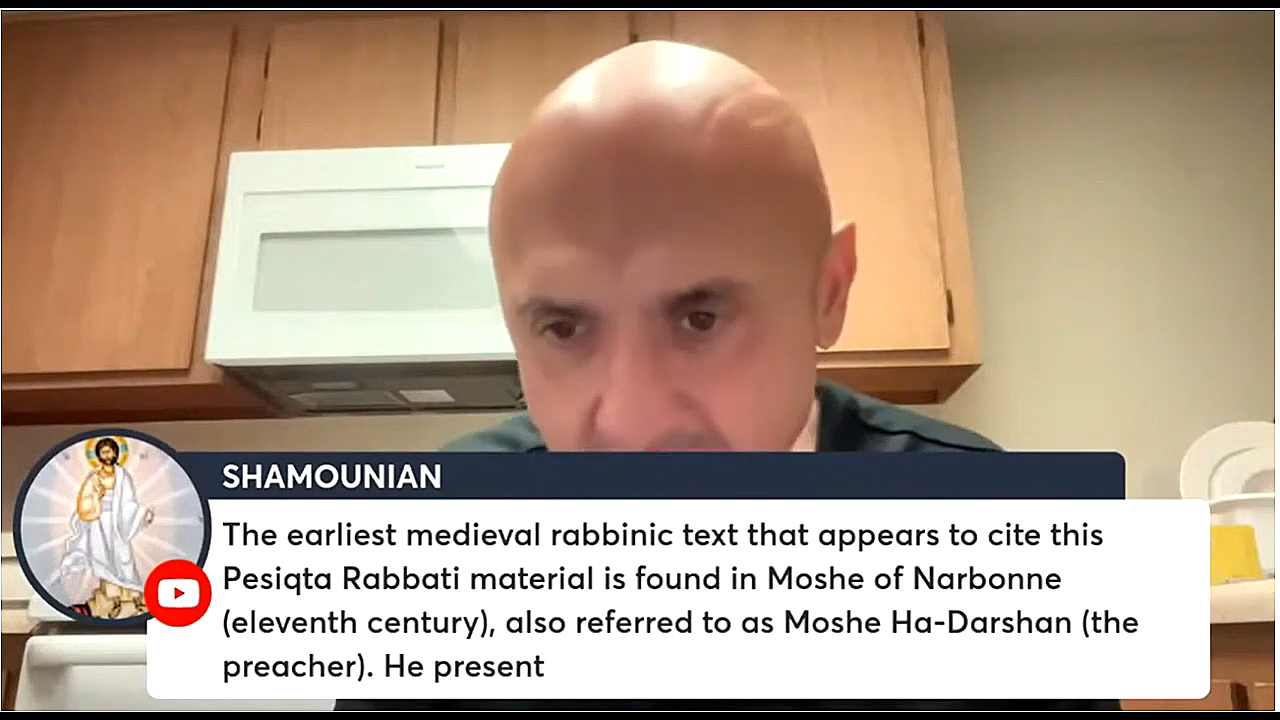 SHAMOUNIAN
The earliest medieval rabbinic text that appears to cite this
Pesiqta Rabbati material is found in Moshe of Narbonne
(eleventh century), also referred to as Moshe Ha-Darshan (the
preacher). He present